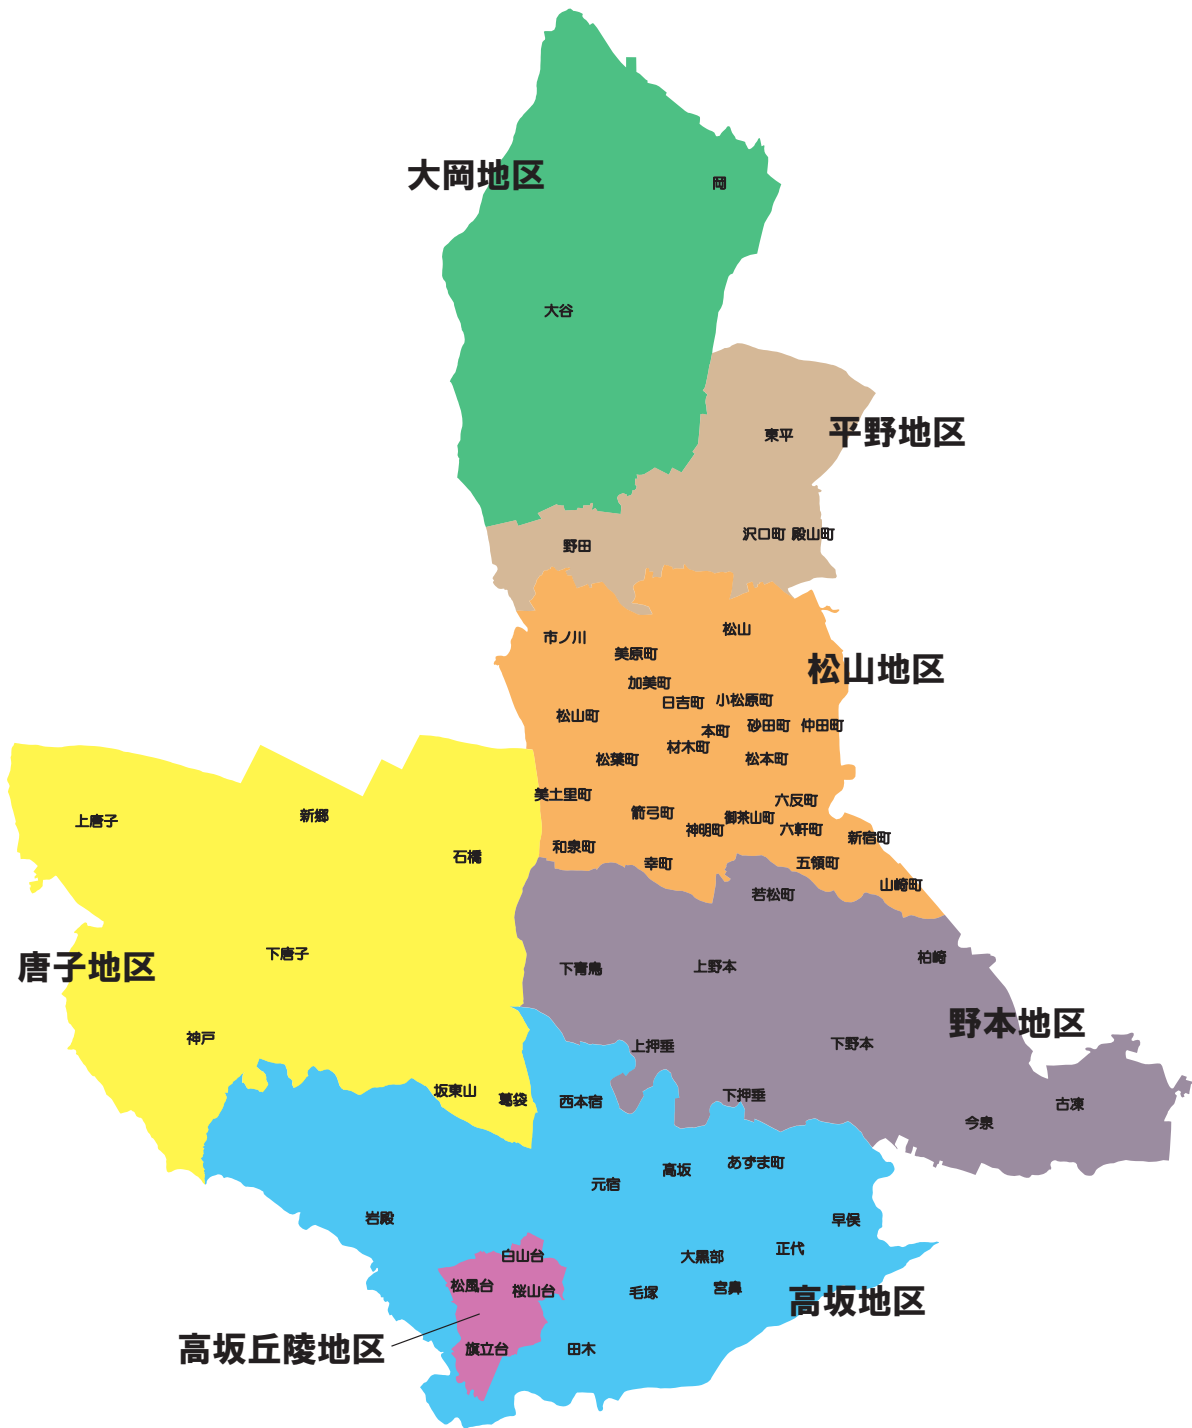 大岡地区
岡
大谷
平野地区
東平
沢口町
殿山町
野田
松山地区
市ノ川
松山
美原町
加美町
日吉町
小松原町
松山町
本町
砂田町
仲田町
材木町
松葉町
松本町
美土里町
六反町
箭弓町
御茶山町
神明町
六軒町
新宿町
和泉町
幸町
五領町
山崎町
唐子地区
上唐子
新郷
石橋
下唐子
神戸
坂東山
葛袋
野本地区
若松町
柏崎
下青鳥
上野本
上押垂
下野本
下押垂
今泉
古凍
高坂地区
西本宿
高坂
あずま町
元宿
岩殿
早俣
正代
大黒部
宮鼻
毛塚
田木
高坂丘陵地区
白山台
松風台
桜山台
旗立台